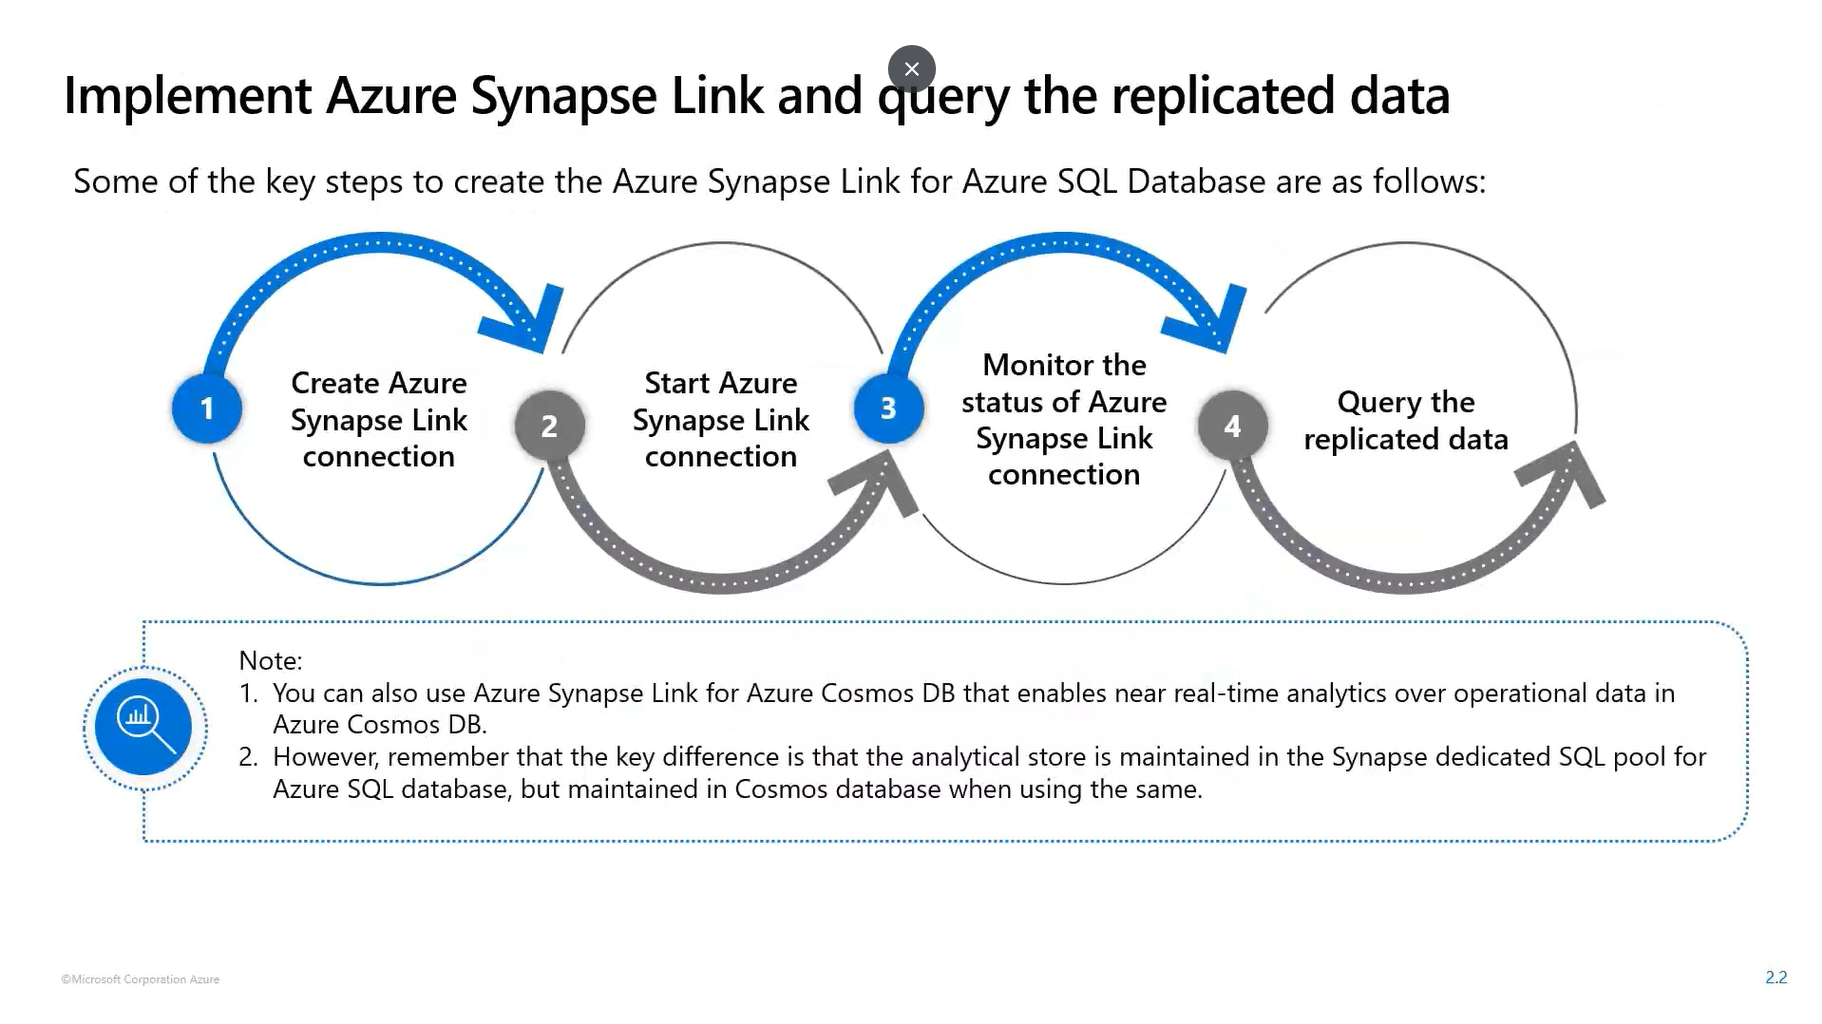 Implement Azure Synapse Link and query the replicated data
Some of the key steps to create the Azure Synapse Link for Azure SQL Database are as follows:
1
Create Azure
Synapse Link
connection
2
Start Azure
Synapse Link
connection
3
Monitor the
status of Azure
Synapse Link
connection
4
Query the
replicated data
Note:
1. You can also use Azure Synapse Link for Azure Cosmos DB that enables near real-time analytics over operational data in
Azure Cosmos DB.
2. However, remember that the key difference is that the analytical store is maintained in the Synapse dedicated SQL pool for
Azure SQL database, but maintained in Cosmos database when using the same.
©Microsoft Corporation Azure
2.2